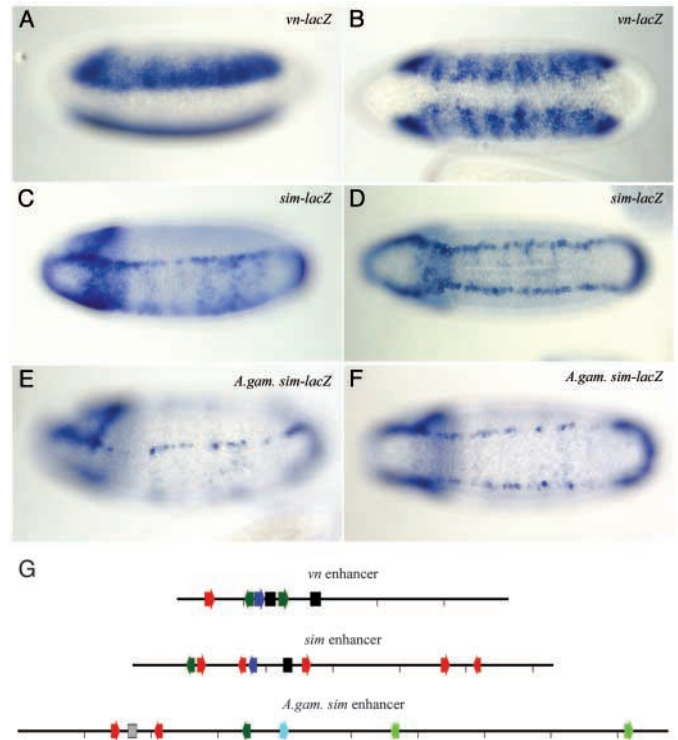 A
vn-lacZ
B
vn-lacZ
C
sim-lacZ
D
sim-lacZ
E
A.gam. sim-lacZ
F
A.gam. sim-lacZ
G
vn enhancer
sim enhancer
A.gam. sim enhancer